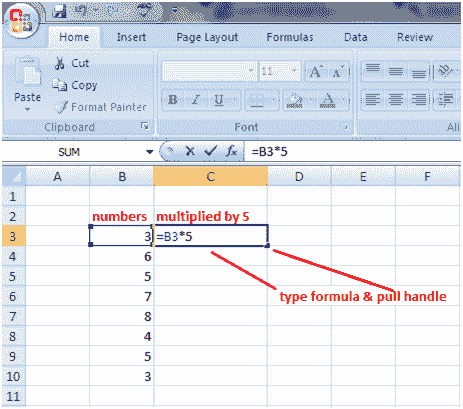 Home Insert Page Layout Formulas Data Review
Cut
Copy
Format Painter
Paste
11 A A
B I U A
Clipboard Font
SUM fx =B3*5
A B C D E F
1
2 numbers multiplied by 5
3 3 =B3*5
4 6
5 5
6 7
7 8
8 4
9 5
10 3
11
type formula & pull handle